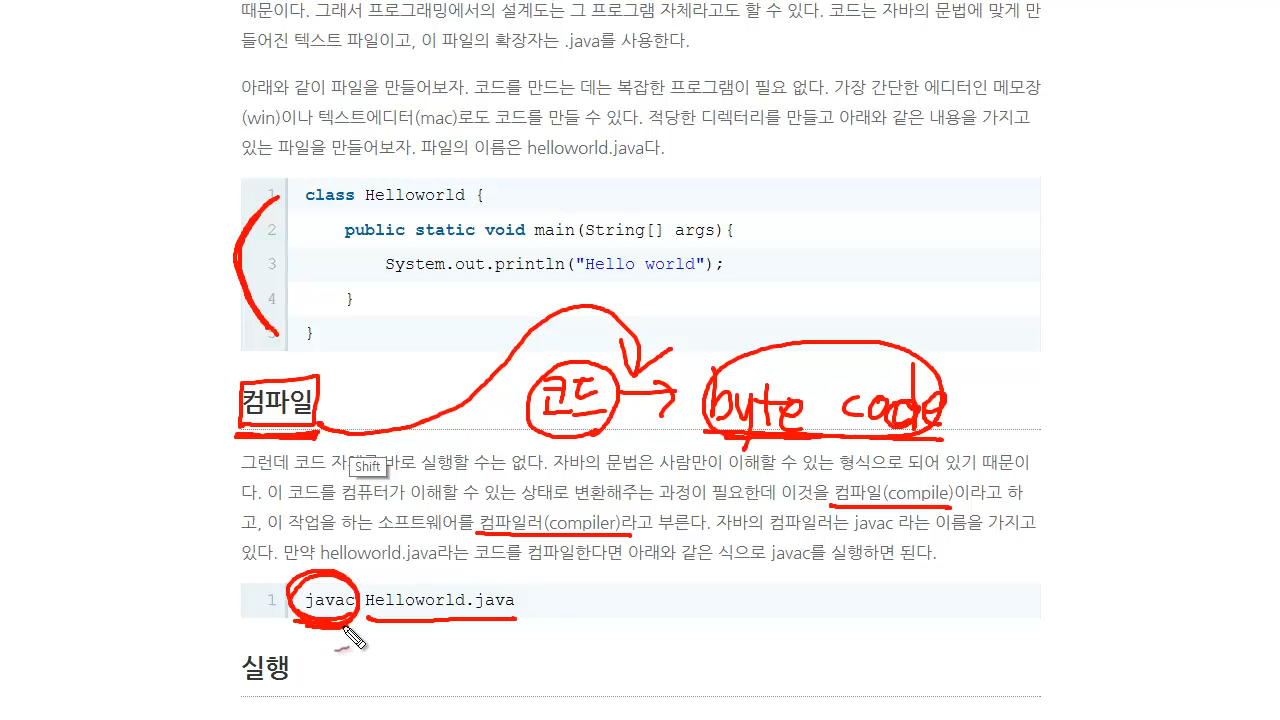 때문이다. 그래서 프로그래밍에서의 설계도는 그 프로그램 자체라고도 할 수 있다. 코드는 자바의 문법에 맞게 만
들어진 텍스트 파일이고, 이 파일의 확장자는 .java를 사용한다.
아래와 같이 파일을 만들어보자. 코드를 만드는 데는 복잡한 프로그램이 필요 없다. 가장 간단한 에디터인 메모장
(win)이나 텍스트에디터(mac)로도 코드를 만들 수 있다. 적당한 디렉터리를 만들고 아래와 같은 내용을 가지고
있는 파일을 만들어보자. 파일의 이름은 helloworld.java다.
1 class Helloworld {
2 public static void main(String[] args){
3 System.out.println("Hello world");
4 }
5 }
컴파일 코드 → byte code
그런데 코드 자체를 바로 실행할 수는 없다. 자바의 문법은 사람만이 이해할 수 있는 형식으로 되어 있기 때문이
Shift
다. 이 코드를 컴퓨터가 이해할 수 있는 상태로 변환해주는 과정이 필요한데 이것을 컴파일(compile)이라고 하
고, 이 작업을 하는 소프트웨어를 컴파일러(compiler)라고 부른다. 자바의 컴파일러는 javac 라는 이름을 가지고
있다. 만약 helloworld.java라는 코드를 컴파일한다면 아래와 같은 식으로 javac를 실행하면 된다.
1 javac Helloworld.java
실행